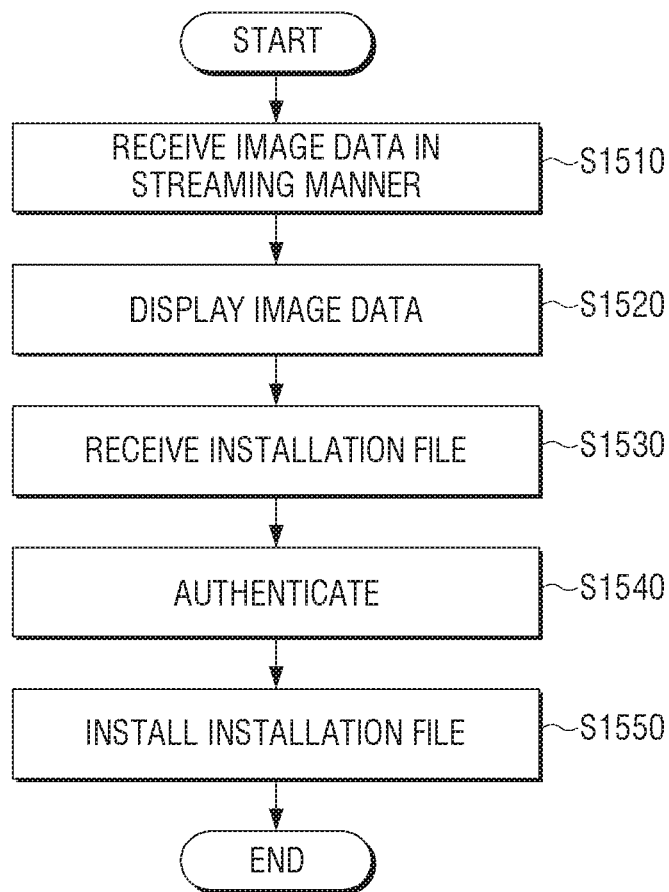 START
RECEIVE IMAGE DATA IN
STREAMING MANNER
S1510
DISPLAY IMAGE DATA
S1520
RECEIVE INSTALLATION FILE
S1530
AUTHENTICATE
S1540
INSTALL INSTALLATION FILE
S1550
END